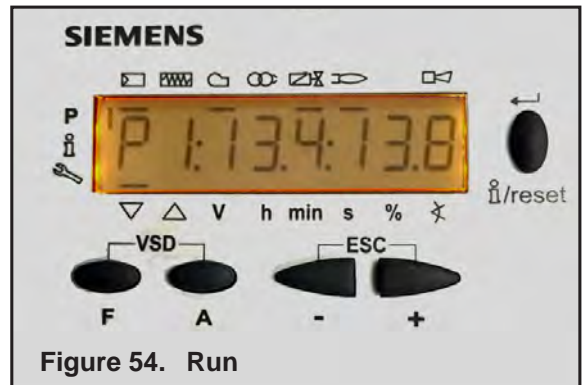 SIEMENS
P
P 1:13.4:13.8
i
i/reset
V h min s %
VSD ESC
F A - +
Figure 54. Run